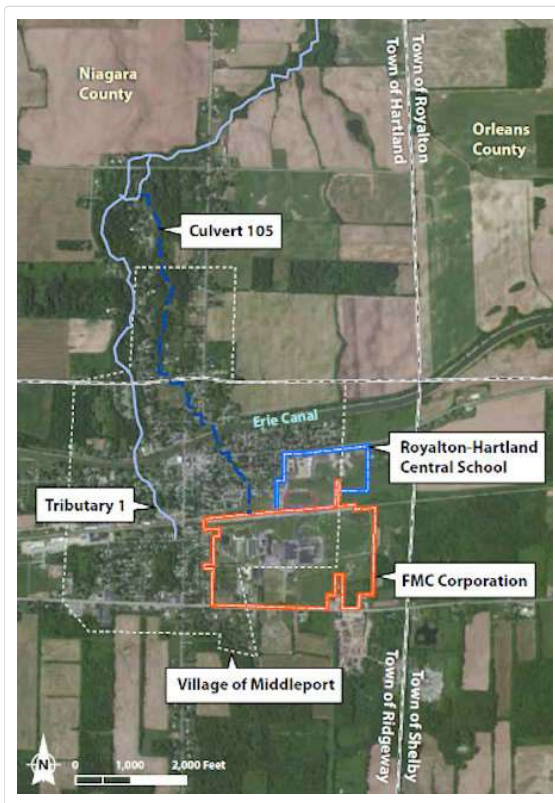 Niagara
County
Town of Royalton
Town of Hartland
Orleans
County
Culvert 105
Erie Canal
Royalton-Hartland
Central School
Tributary 1
FMC Corporation
Village of Middleport
Town of Shelby
Town of Ridgeway
N
0 1,000 2,000 Feet